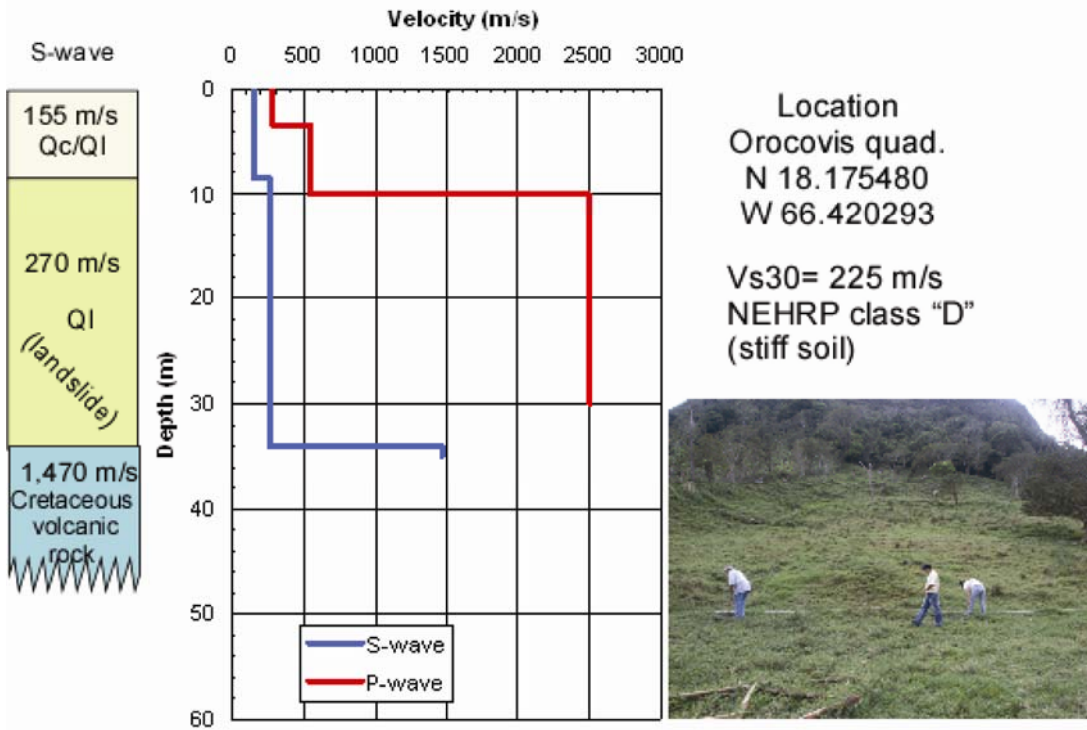 Velocity (m/s)
S-wave
0 500 1000 1500 2000 2500 3000
155 m/s
Qc/Ql
270 m/s
Ql
(landslide)
1,470 m/s
Cretaceous
volcanic
rock
Depth (m)
0
10
20
30
40
50
60
S-wave
P-wave
Location
Orocovis quad.
N 18.175480
W 66.420293
Vs30= 225 m/s
NEHRP class “D”
(stiff soil)